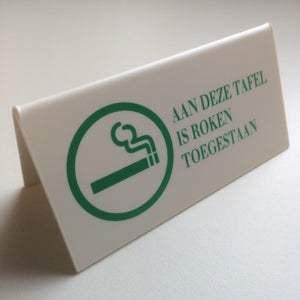 AAN DEZE TAFEL
IS ROKEN
TOEGESTAAN